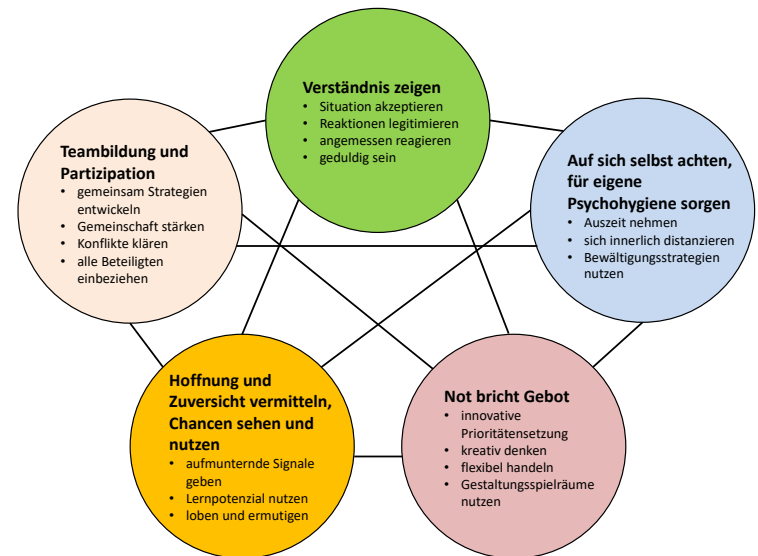 Verständnis zeigen
• Situation akzeptieren
• Reaktionen legitimieren
• angemessen reagieren
• geduldig sein
Teambildung und
Partizipation
• gemeinsam Strategien
entwickeln
• Gemeinschaft stärken
• Konflikte klären
• alle Beteiligten
einbeziehen
Auf sich selbst achten,
für eigene
Psychohygiene sorgen
• Auszeit nehmen
• sich innerlich distanzieren
• Bewältigungsstrategien
nutzen
Hoffnung und
Zuversicht vermitteln,
Chancen sehen und
nutzen
• aufmunternde Signale
geben
• Lernpotenzial nutzen
• loben und ermutigen
Not bricht Gebot
• innovative
Prioritätensetzung
• kreativ denken
• flexibel handeln
• Gestaltungsspielräume
nutzen